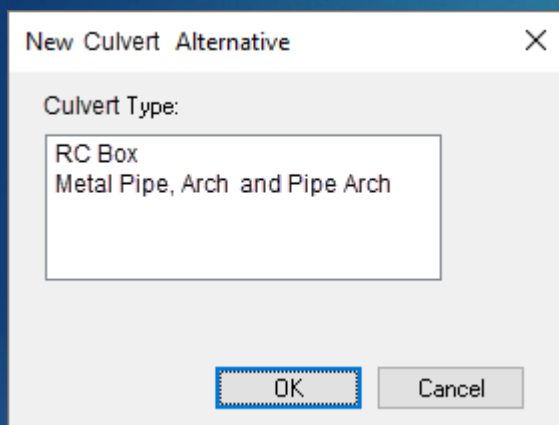 New Culvert Alternative
Culvert Type:
RC Box
Metal Pipe, Arch and Pipe Arch
OK Cancel